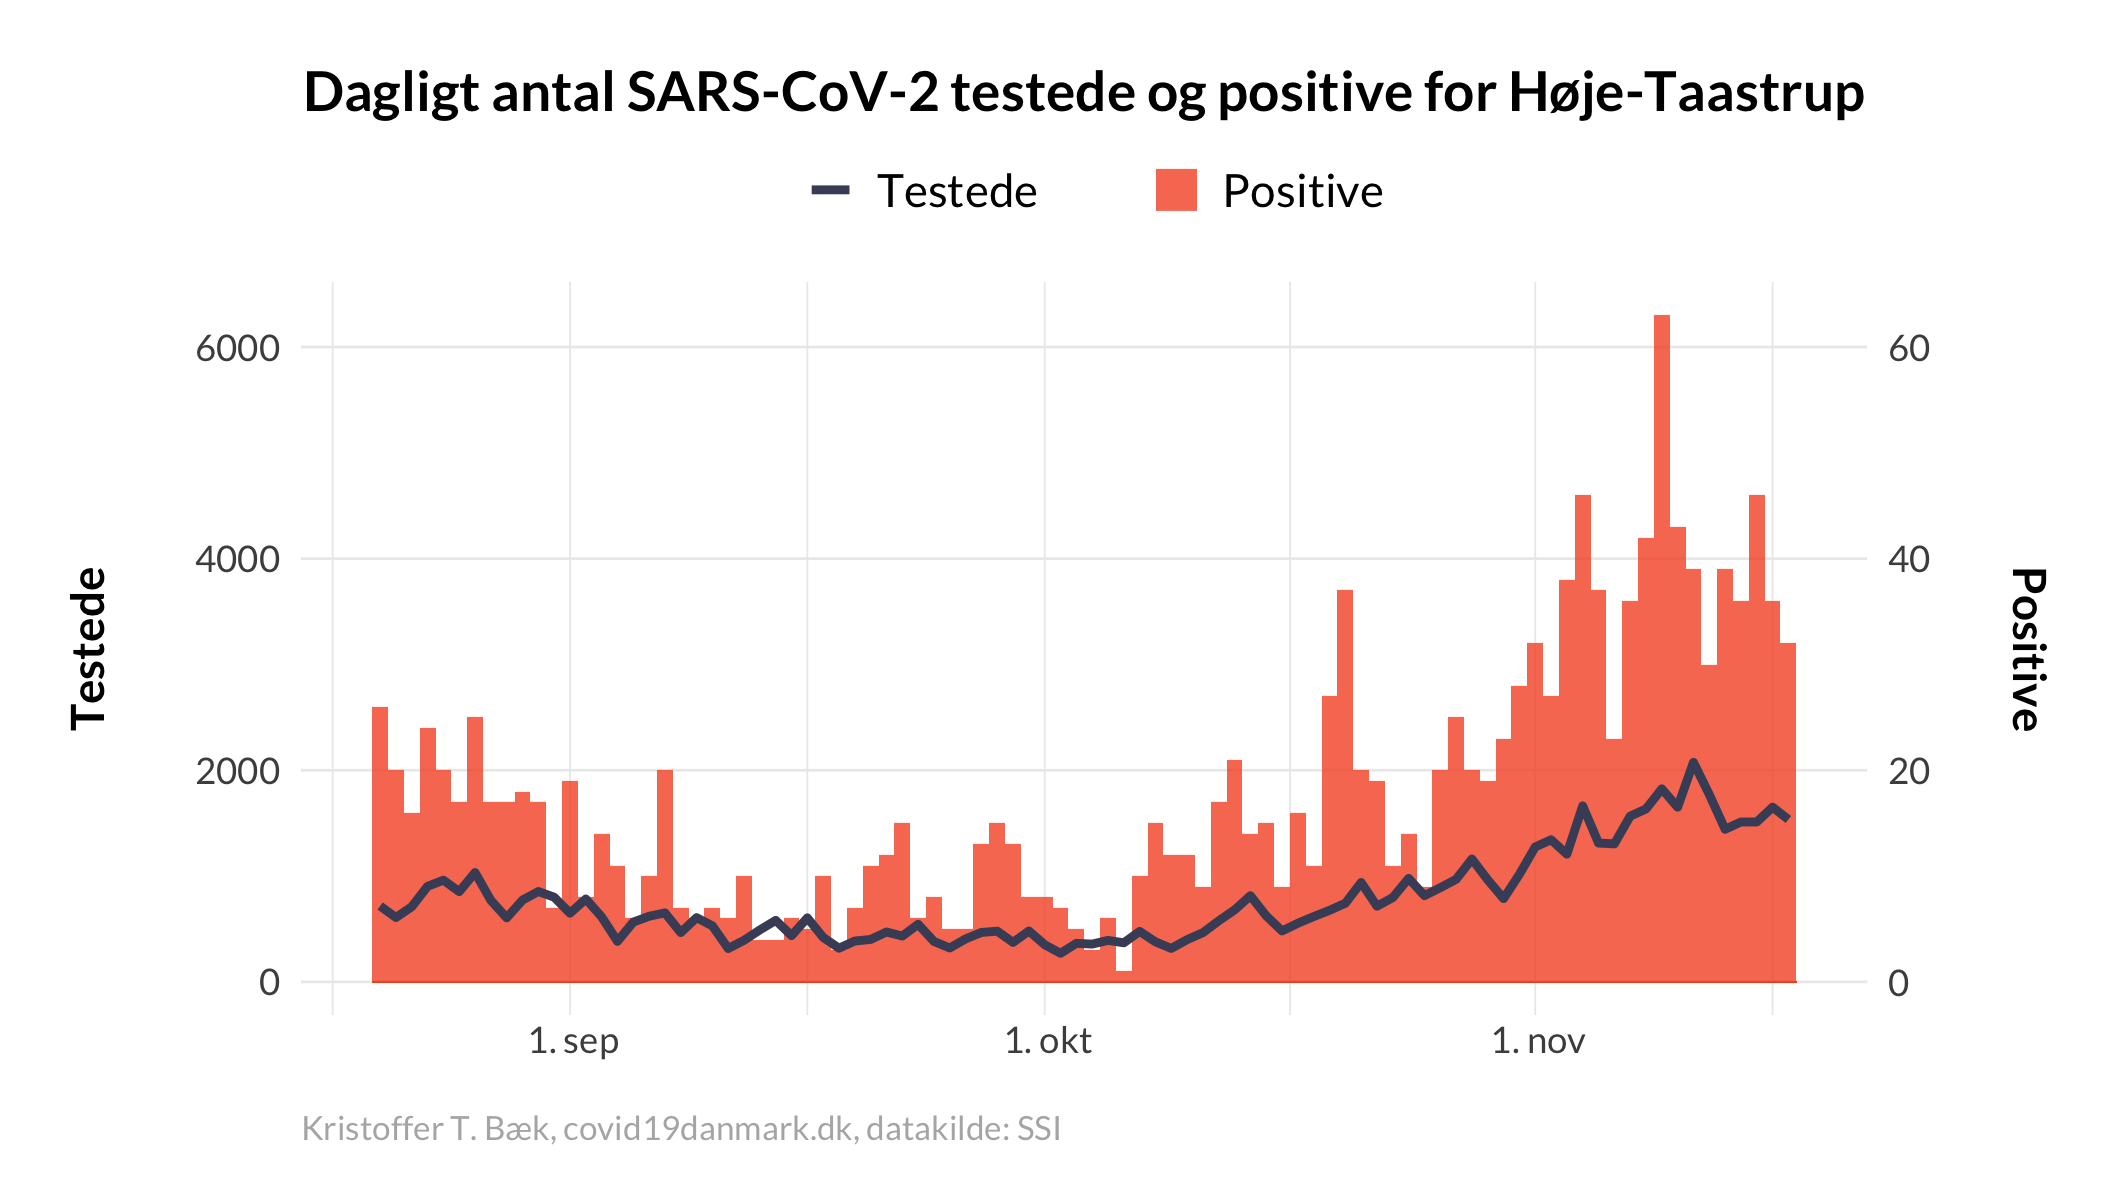 Dagligt antal SARS-CoV-2 testede og positive for Høje-Taastrup
Testede
Positive
6000
4000
2000
0
60
40
20
0
Testede
Positive
1. sep
1. okt
1. nov
Kristoffer T. Bæk, covid19danmark.dk, datakilde: SSI